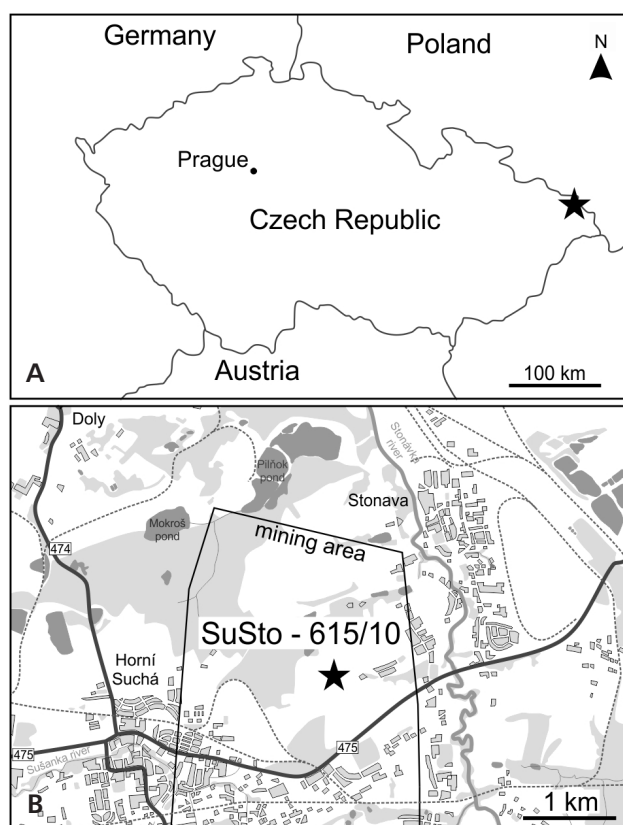 Germany
Poland
N
Prague
Czech Republic
Austria
A
100 km
Doly
Stonávka
river
Pilňok
pond
Stonava
Mokroš
pond
mining area
474
SuSto - 615/10
Horní
Suchá
475
475
Sušanka river
B
1 km